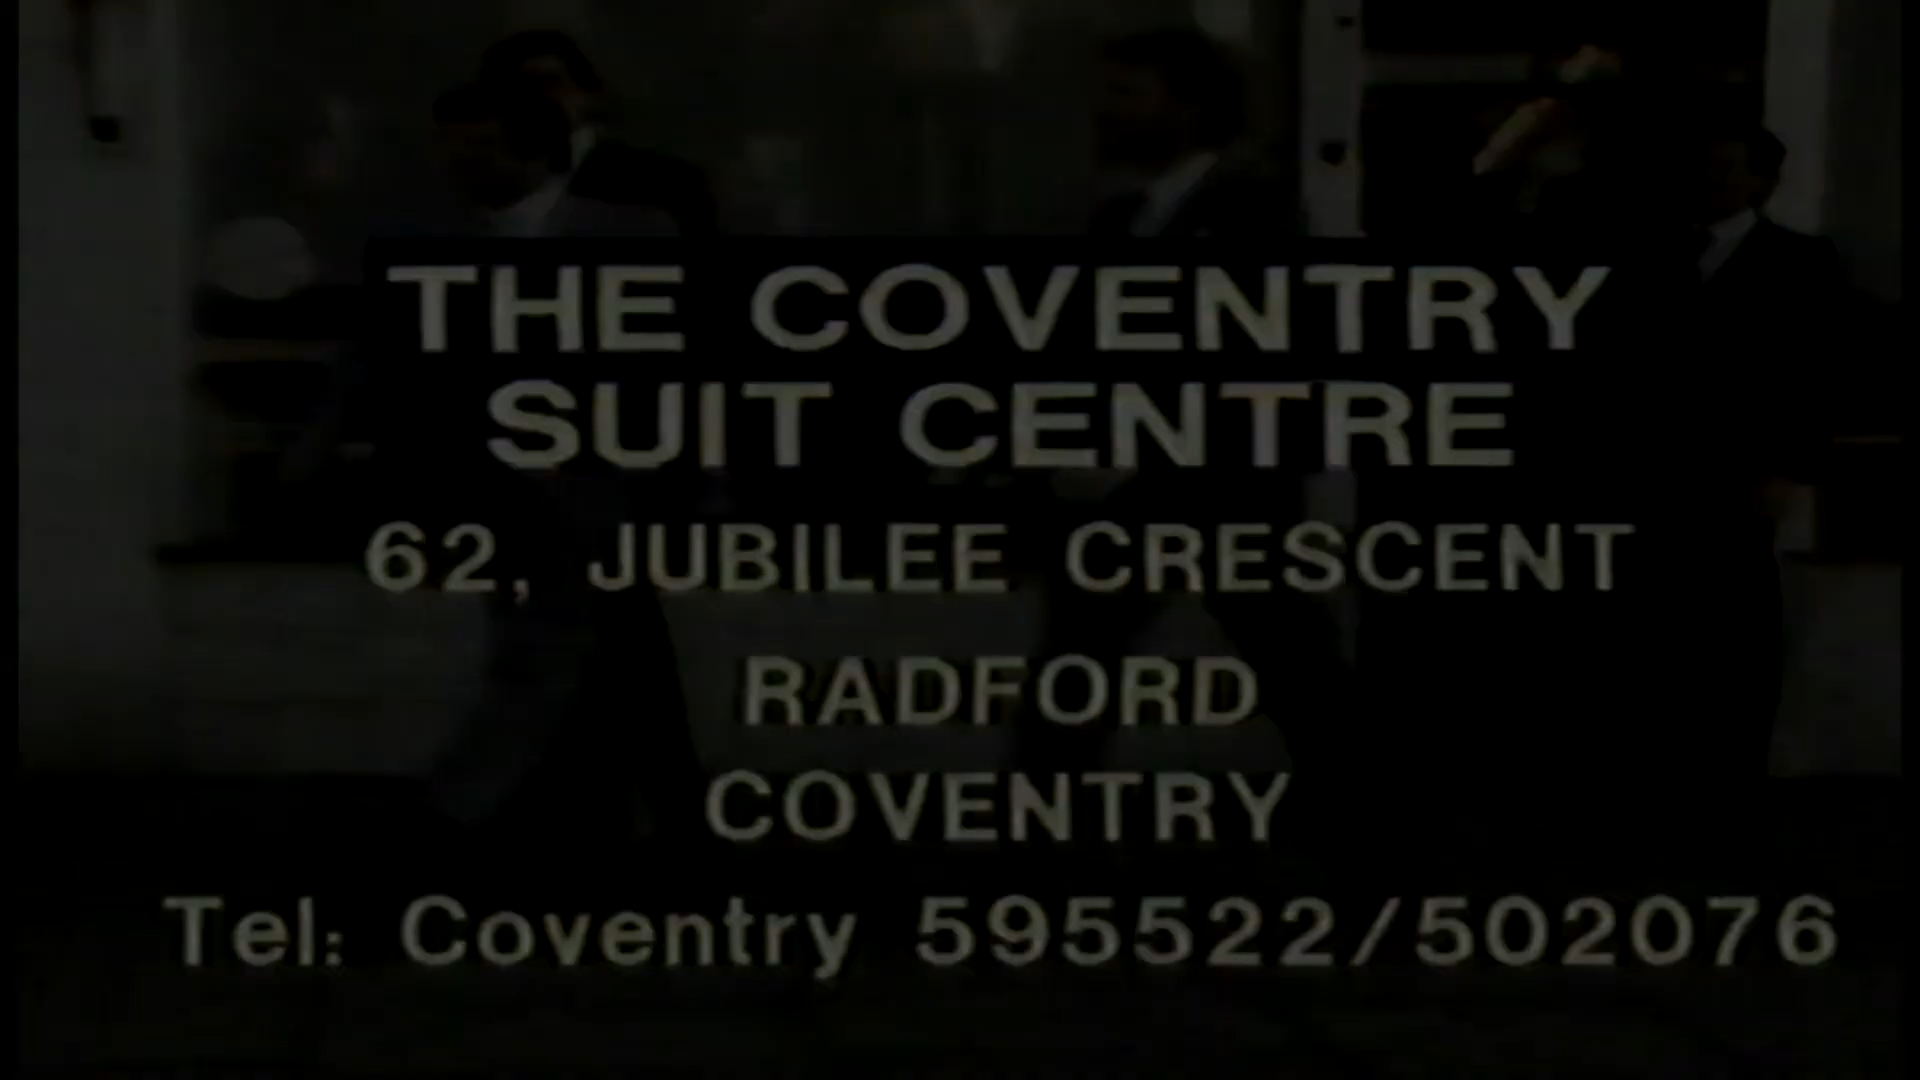 THE COVENTRY
SUIT CENTRE
62, JUBILEE CRESCENT
RADFORD
COVENTRY
Tel: Coventry 595522/502076